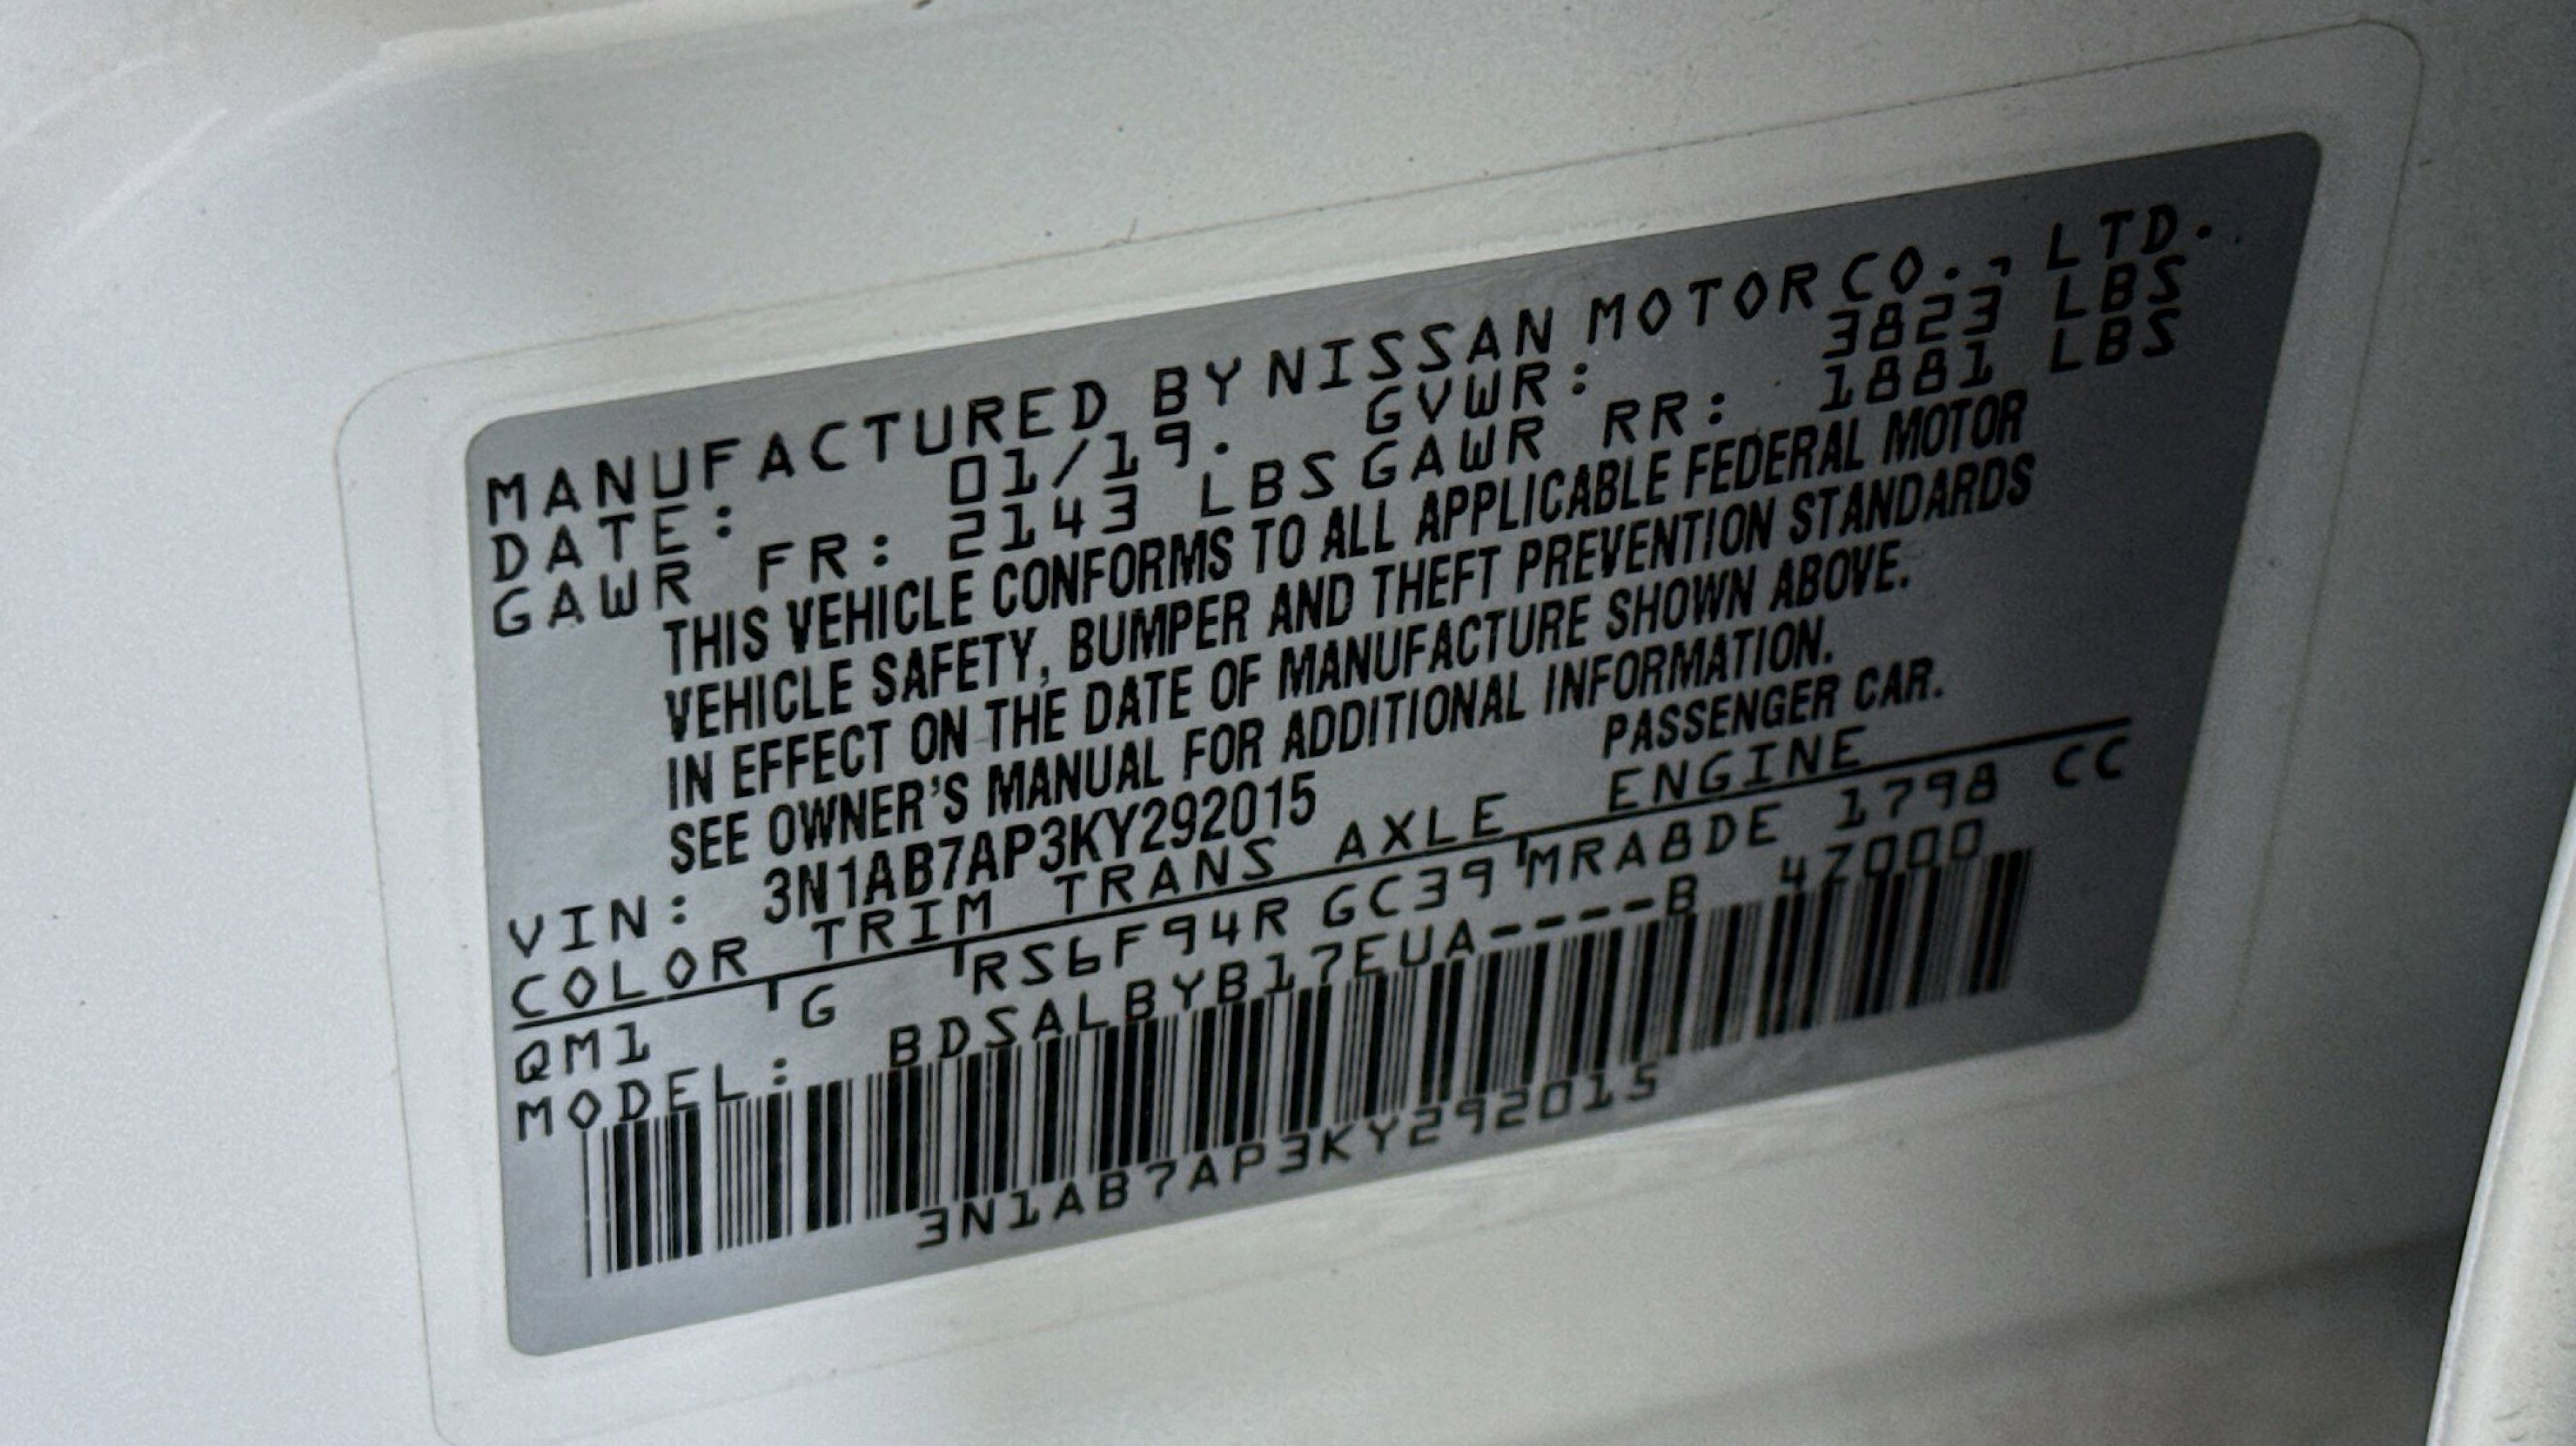 MANUFACTURED BY NISSAN MOTOR CO., LTD.
DATE: 01/19. GVWR: 3823 LBS
GAWR FR: 2143 LBS GAWR RR: 1881 LBS
THIS VEHICLE CONFORMS TO ALL APPLICABLE FEDERAL MOTOR
VEHICLE SAFETY, BUMPER AND THEFT PREVENTION STANDARDS
IN EFFECT ON THE DATE OF MANUFACTURE SHOWN ABOVE.
SEE OWNER'S MANUAL FOR ADDITIONAL INFORMATION.
VIN: 3N1AB7AP3KY292015 PASSENGER CAR.
COLOR TRIM TRANS AXLE ENGINE
QM1 G RS6F94R GC39 MRA8DE 1798 CC
MODEL: BDSALBYB17EUA----B 4Z000
3N1AB7AP3KY292015